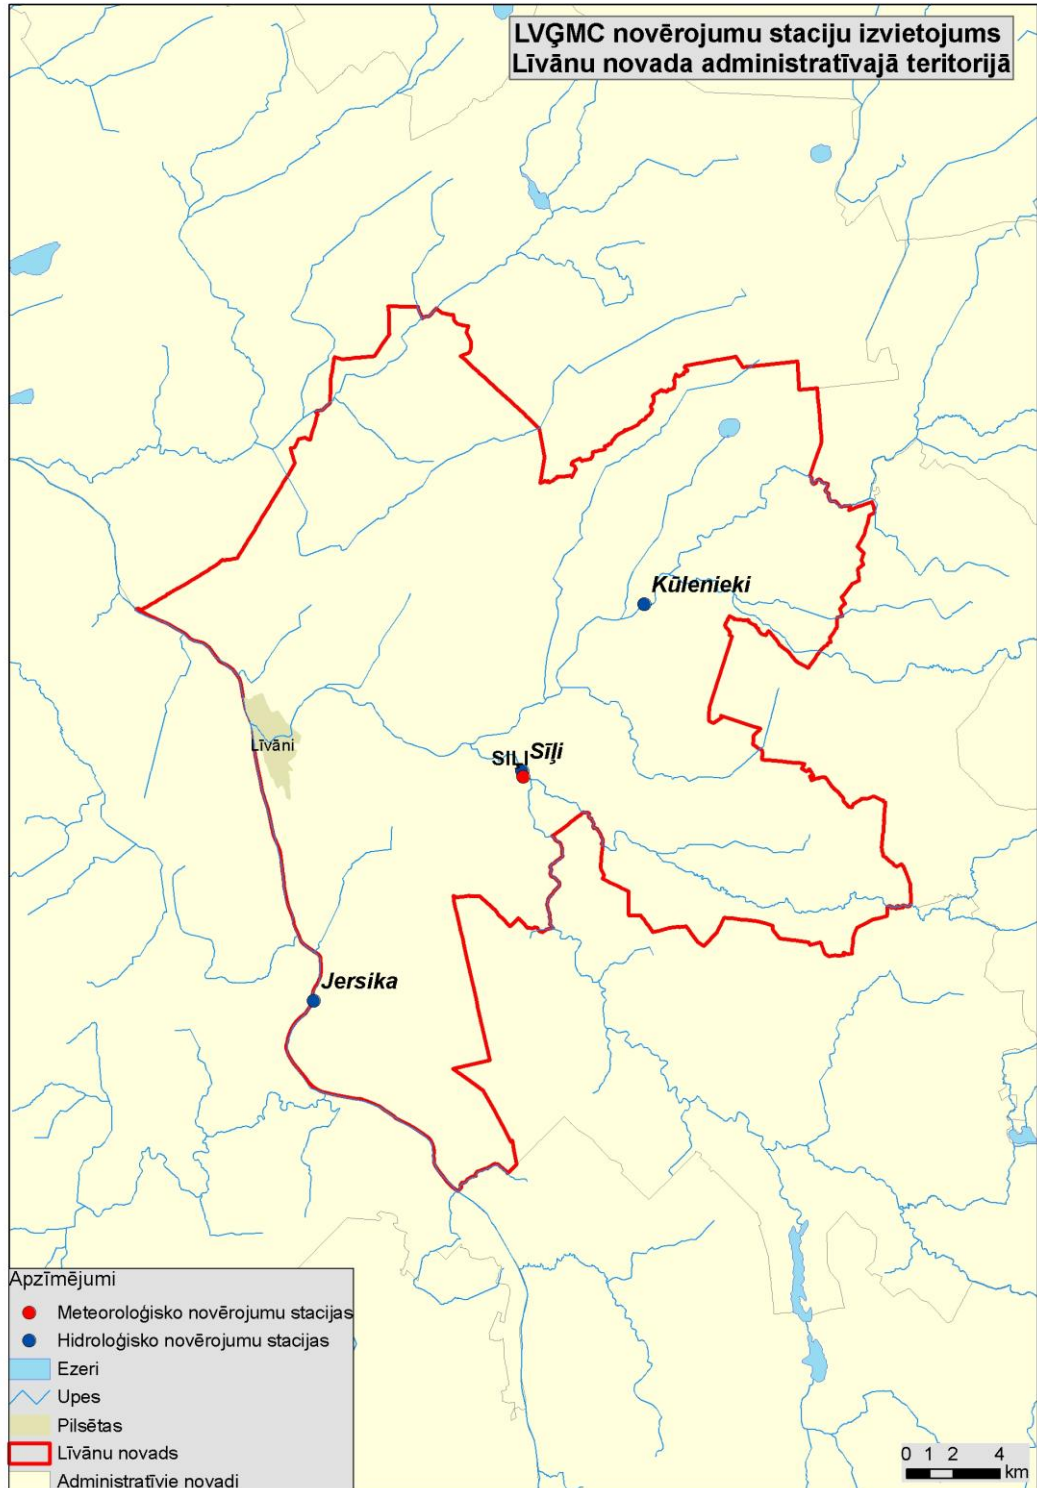 LVĢMC novērojumu staciju izvietojums
Līvānu novada administratīvajā teritorijā
Kūlenieki
Līvāni
SILI Sīļi
Jersika
Apzīmējumi
Meteoroloģisko novērojumu stacijas
Hidroloģisko novērojumu stacijas
Ezeri
Upes
Pilsētas
Līvānu novads
Administratīvie novadi
0 1 2 4
km